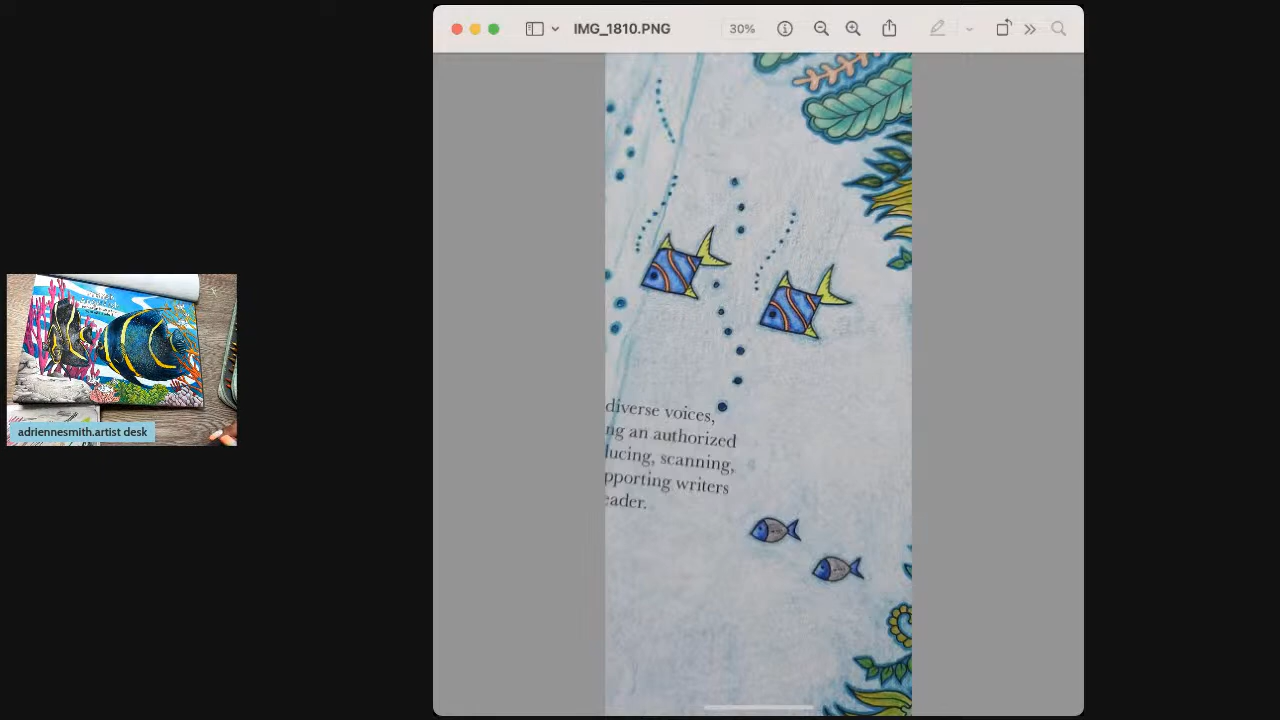 IMG_1810.PNG
30%
diverse voices,
ng an authorized
lucing, scanning,
pporting writers
eader.
adriennesmith.artist desk